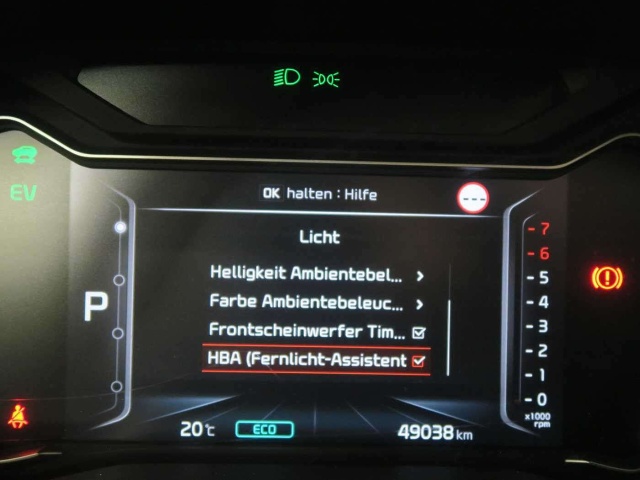 EV
OK halten : Hilfe
---
Licht
Helligkeit Ambientebel...
Farbe Ambientebeleuc...
Frontscheinwerfer Tim...
HBA (Fernlicht-Assistent
P
7
6
5
4
3
2
1
0
x1000
rpm
20°c
ECO
49038 km